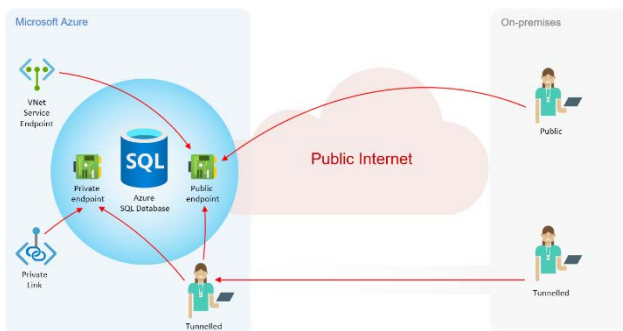 Microsoft Azure
On-premises
VNet
Service
Endpoint
Public
Public Internet
SQL
Private
endpoint
Azure
SQL Database
Public
endpoint
Private
Link
Tunnelled
Tunnelled